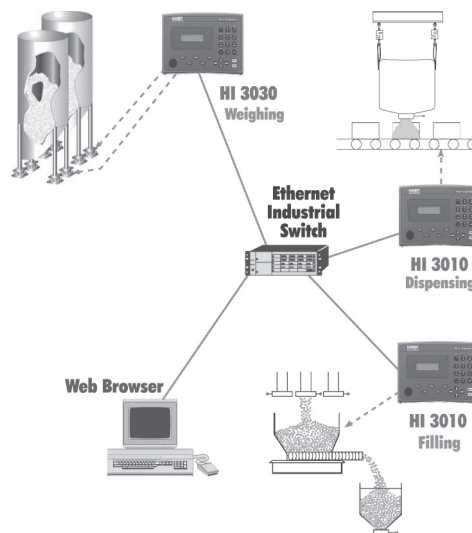 HI 3030
Weighing
Ethernet
Industrial
Switch
HI 3010
Dispensing
Web Browser
HI 3010
Filling